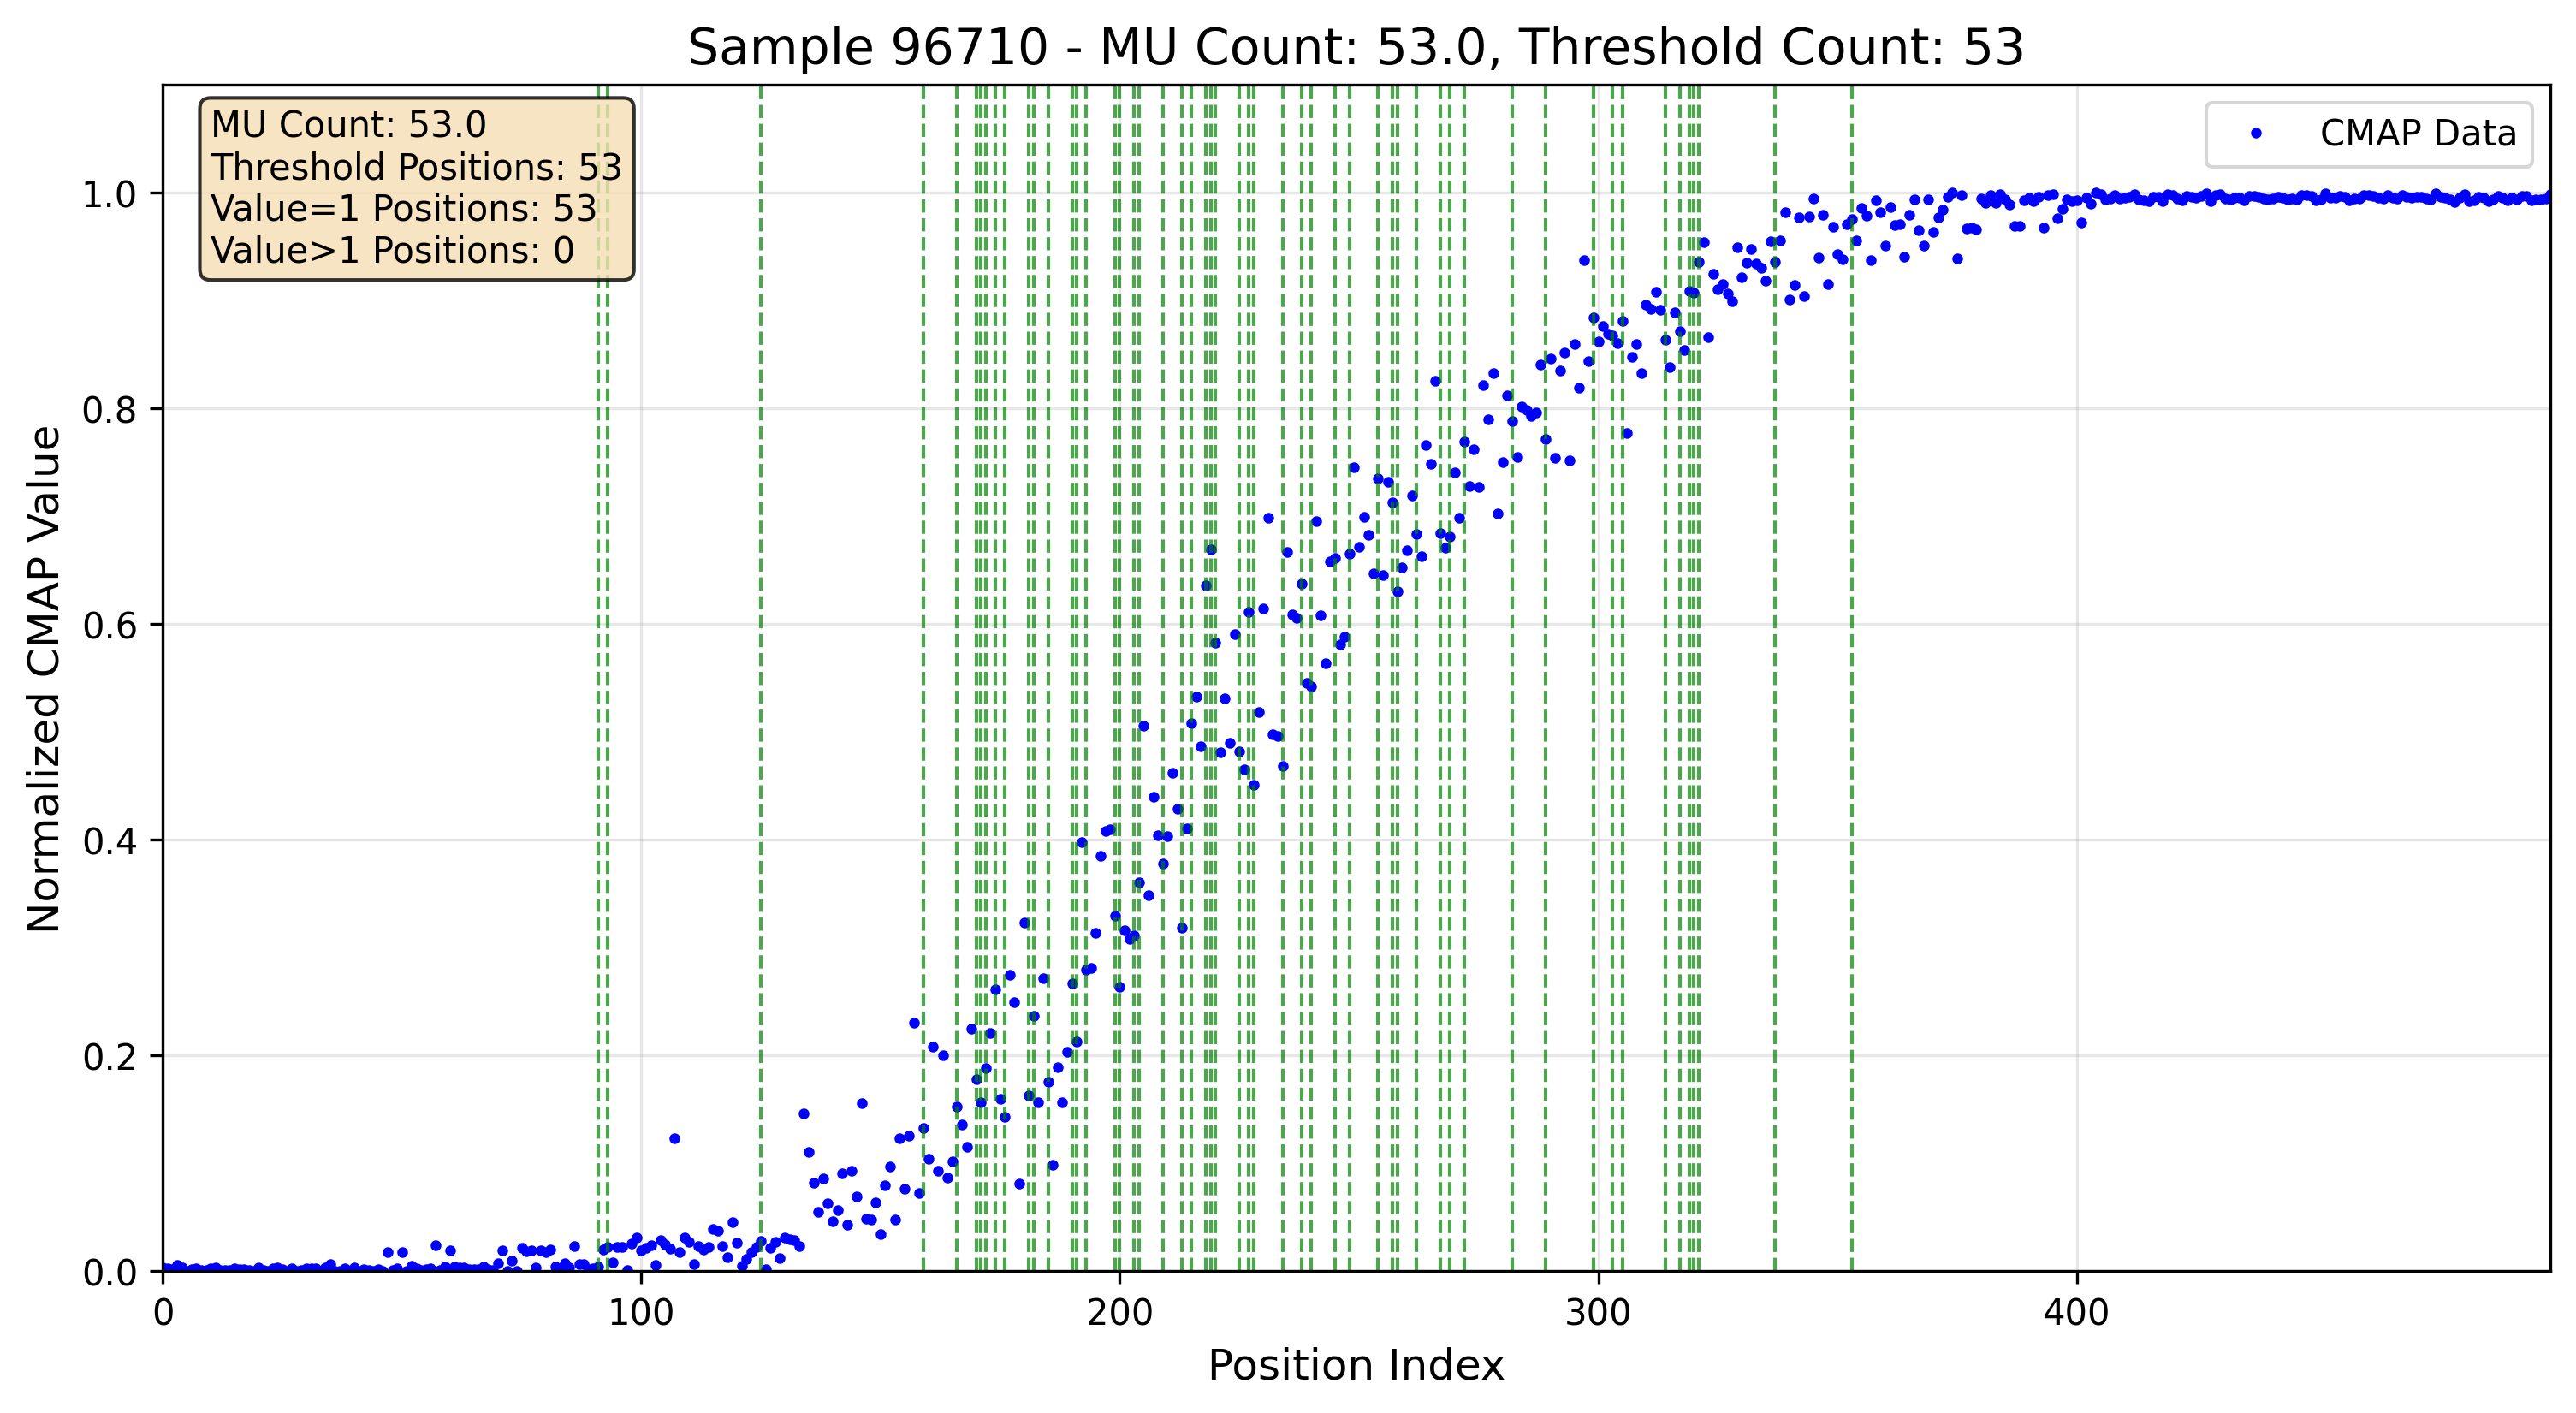 Sample 96710 - MU Count: 53.0, Threshold Count: 53
MU Count: 53.0
Threshold Positions: 53
Value=1 Positions: 53
Value>1 Positions: 0
CMAP Data
Normalized CMAP Value
1.0
0.8
0.6
0.4
0.2
0.0
0 100 200 300 400
Position Index